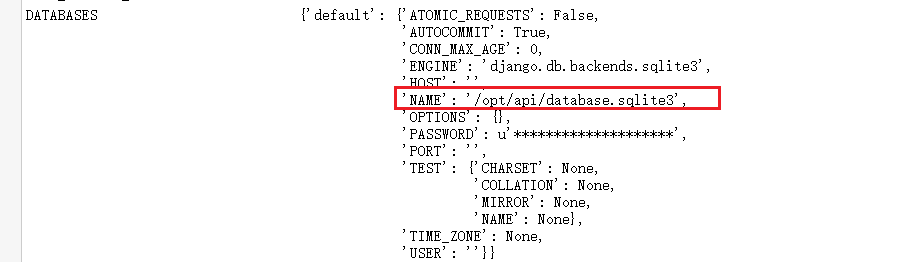 DATABASES {'default': {'ATOMIC_REQUESTS': False,
'AUTOCOMMIT': True,
'CONN_MAX_AGE': 0,
'ENGINE': 'django.db.backends.sqlite3',
'HOST': '',
'NAME': '/opt/api/database.sqlite3',
'OPTIONS': {},
'PASSWORD': u'********************',
'PORT': '',
'TEST': {'CHARSET': None,
'COLLATION': None,
'MIRROR': None,
'NAME': None},
'TIME_ZONE': None,
'USER': ''}}